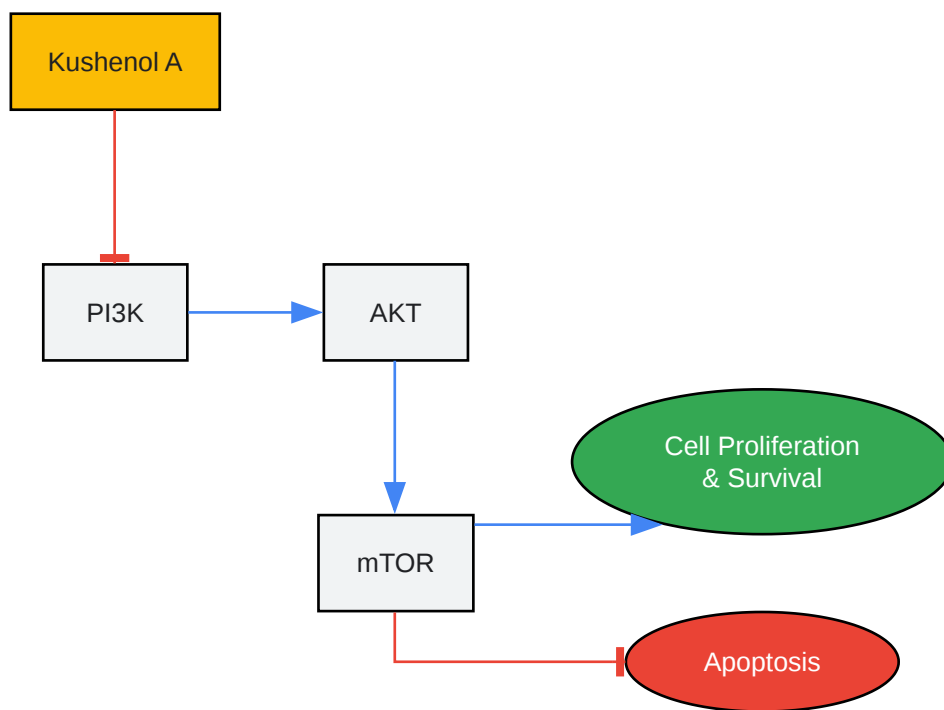 Kushenol A
PI3K
AKT
Cell Proliferation
& Survival
mTOR
Apoptosis